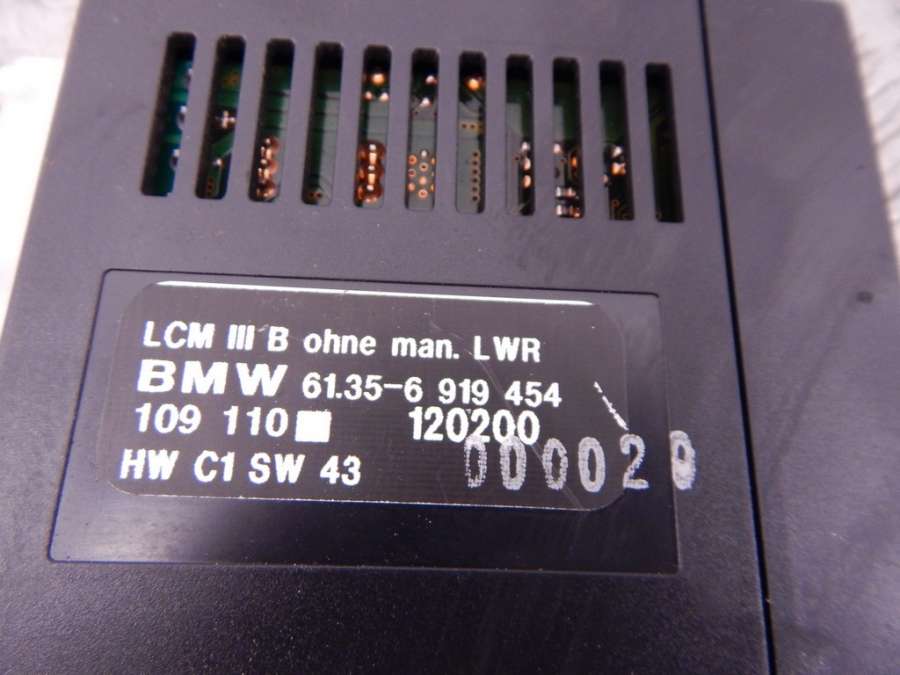 LCM III B ohne man. LWR
BMW 61.35-6 919 454
109 110 120200
HW C1 SW 43
000020